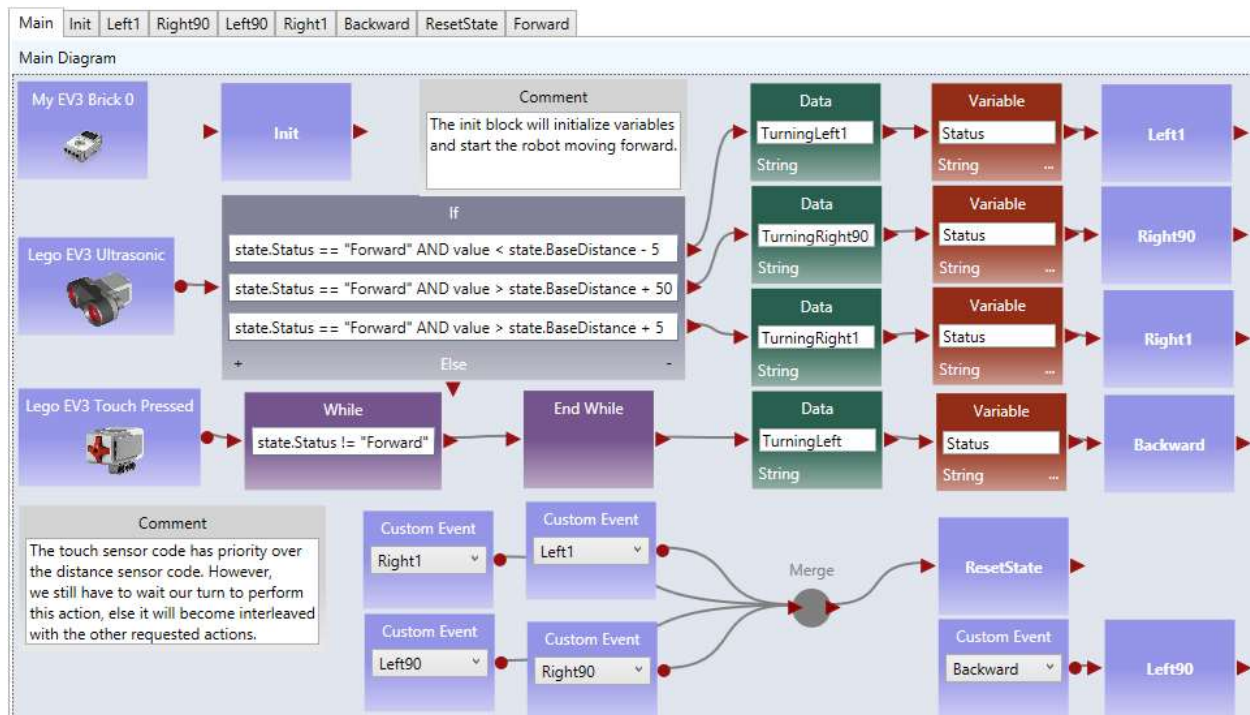 Main Init Left1 Right90 Left90 Right1 Backward ResetState Forward
Main Diagram
My EV3 Brick 0
Init
Comment
The init block will initialize variables
and start the robot moving forward.
Data
TurningLeft1
String
Variable
Status
String ...
Left1
Lego EV3 Ultrasonic
If
state.Status == "Forward" AND value < state.BaseDistance - 5
state.Status == "Forward" AND value > state.BaseDistance + 50
state.Status == "Forward" AND value > state.BaseDistance + 5
+ Else -
Data
TurningRight90
String
Variable
Status
String ...
Right90
Data
TurningRight1
String
Variable
Status
String ...
Right1
Lego EV3 Touch Pressed
While
state.Status != "Forward"
End While
Data
TurningLeft
String
Variable
Status
String ...
Backward
Comment
The touch sensor code has priority over
the distance sensor code. However,
we still have to wait our turn to perform
this action, else it will become interleaved
with the other requested actions.
Custom Event
Right1
Custom Event
Left1
Merge
ResetState
Custom Event
Left90
Custom Event
Right90
Custom Event
Backward
Left90